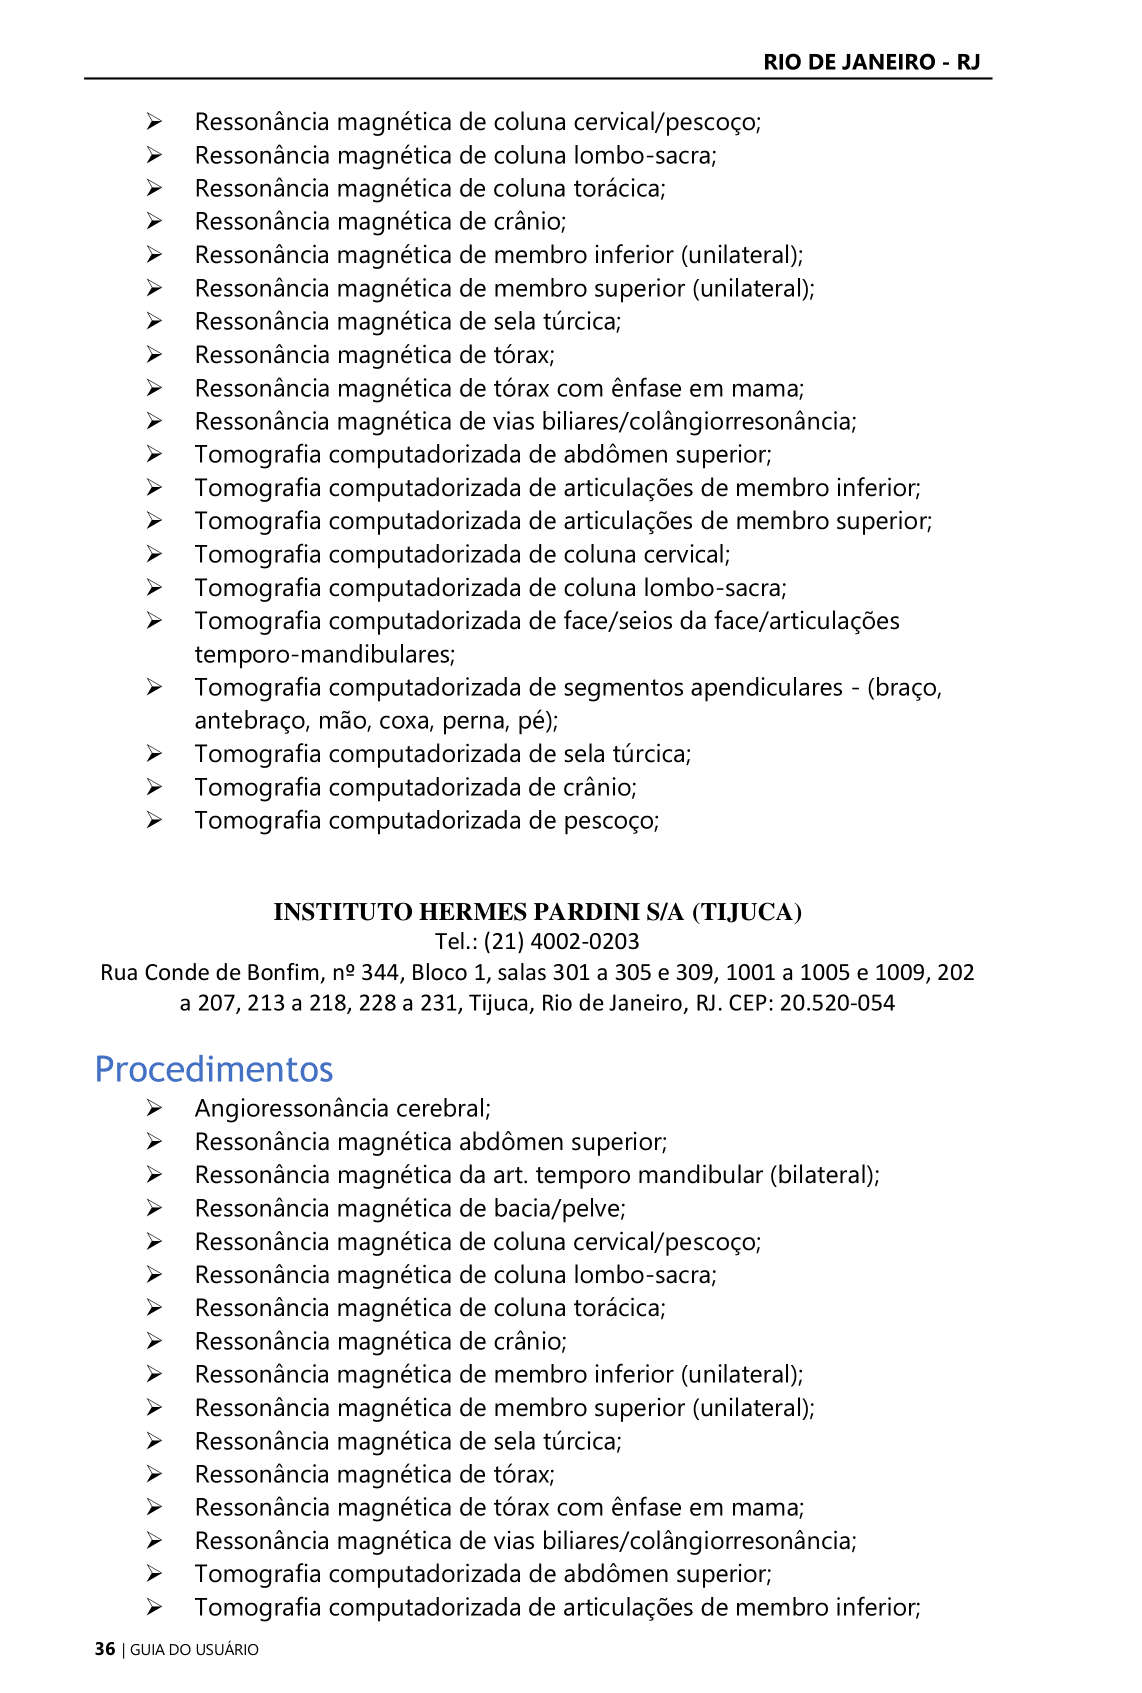 RIO DE JANEIRO - RJ
➢ Ressonância magnética de coluna cervical/pescoço;
➢ Ressonância magnética de coluna lombo-sacra;
➢ Ressonância magnética de coluna torácica;
➢ Ressonância magnética de crânio;
➢ Ressonância magnética de membro inferior (unilateral);
➢ Ressonância magnética de membro superior (unilateral);
➢ Ressonância magnética de sela túrcica;
➢ Ressonância magnética de tórax;
➢ Ressonância magnética de tórax com ênfase em mama;
➢ Ressonância magnética de vias biliares/colângiorresonância;
➢ Tomografia computadorizada de abdômen superior;
➢ Tomografia computadorizada de articulações de membro inferior;
➢ Tomografia computadorizada de articulações de membro superior;
➢ Tomografia computadorizada de coluna cervical;
➢ Tomografia computadorizada de coluna lombo-sacra;
➢ Tomografia computadorizada de face/seios da face/articulações
temporo-mandibulares;
➢ Tomografia computadorizada de segmentos apendiculares - (braço,
antebraço, mão, coxa, perna, pé);
➢ Tomografia computadorizada de sela túrcica;
➢ Tomografia computadorizada de crânio;
➢ Tomografia computadorizada de pescoço;
INSTITUTO HERMES PARDINI S/A (TIJUCA)
Tel.: (21) 4002-0203
Rua Conde de Bonfim, nº 344, Bloco 1, salas 301 a 305 e 309, 1001 a 1005 e 1009, 202
a 207, 213 a 218, 228 a 231, Tijuca, Rio de Janeiro, RJ. CEP: 20.520-054
Procedimentos
➢ Angioressonância cerebral;
➢ Ressonância magnética abdômen superior;
➢ Ressonância magnética da art. temporo mandibular (bilateral);
➢ Ressonância magnética de bacia/pelve;
➢ Ressonância magnética de coluna cervical/pescoço;
➢ Ressonância magnética de coluna lombo-sacra;
➢ Ressonância magnética de coluna torácica;
➢ Ressonância magnética de crânio;
➢ Ressonância magnética de membro inferior (unilateral);
➢ Ressonância magnética de membro superior (unilateral);
➢ Ressonância magnética de sela túrcica;
➢ Ressonância magnética de tórax;
➢ Ressonância magnética de tórax com ênfase em mama;
➢ Ressonância magnética de vias biliares/colângiorresonância;
➢ Tomografia computadorizada de abdômen superior;
➢ Tomografia computadorizada de articulações de membro inferior;
36 | GUIA DO USUÁRIO